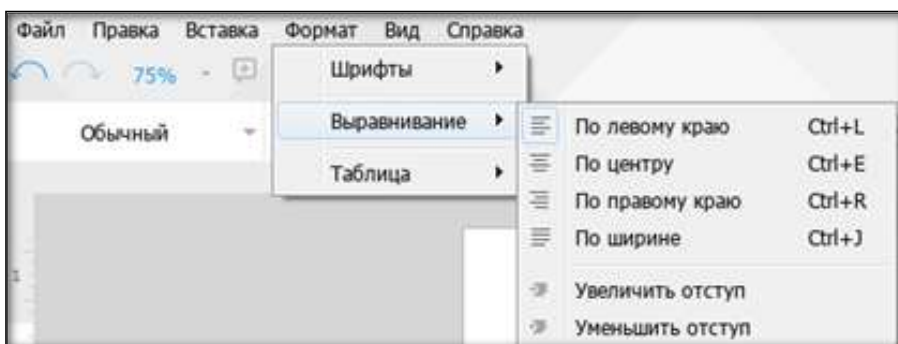 Файл Правка Вставка Формат Вид Справка
75%
Шрифты
Обычный
Выравнивание
Таблица
По левому краю Ctrl+L
По центру Ctrl+E
По правому краю Ctrl+R
По ширине Ctrl+J
Увеличить отступ
Уменьшить отступ
1